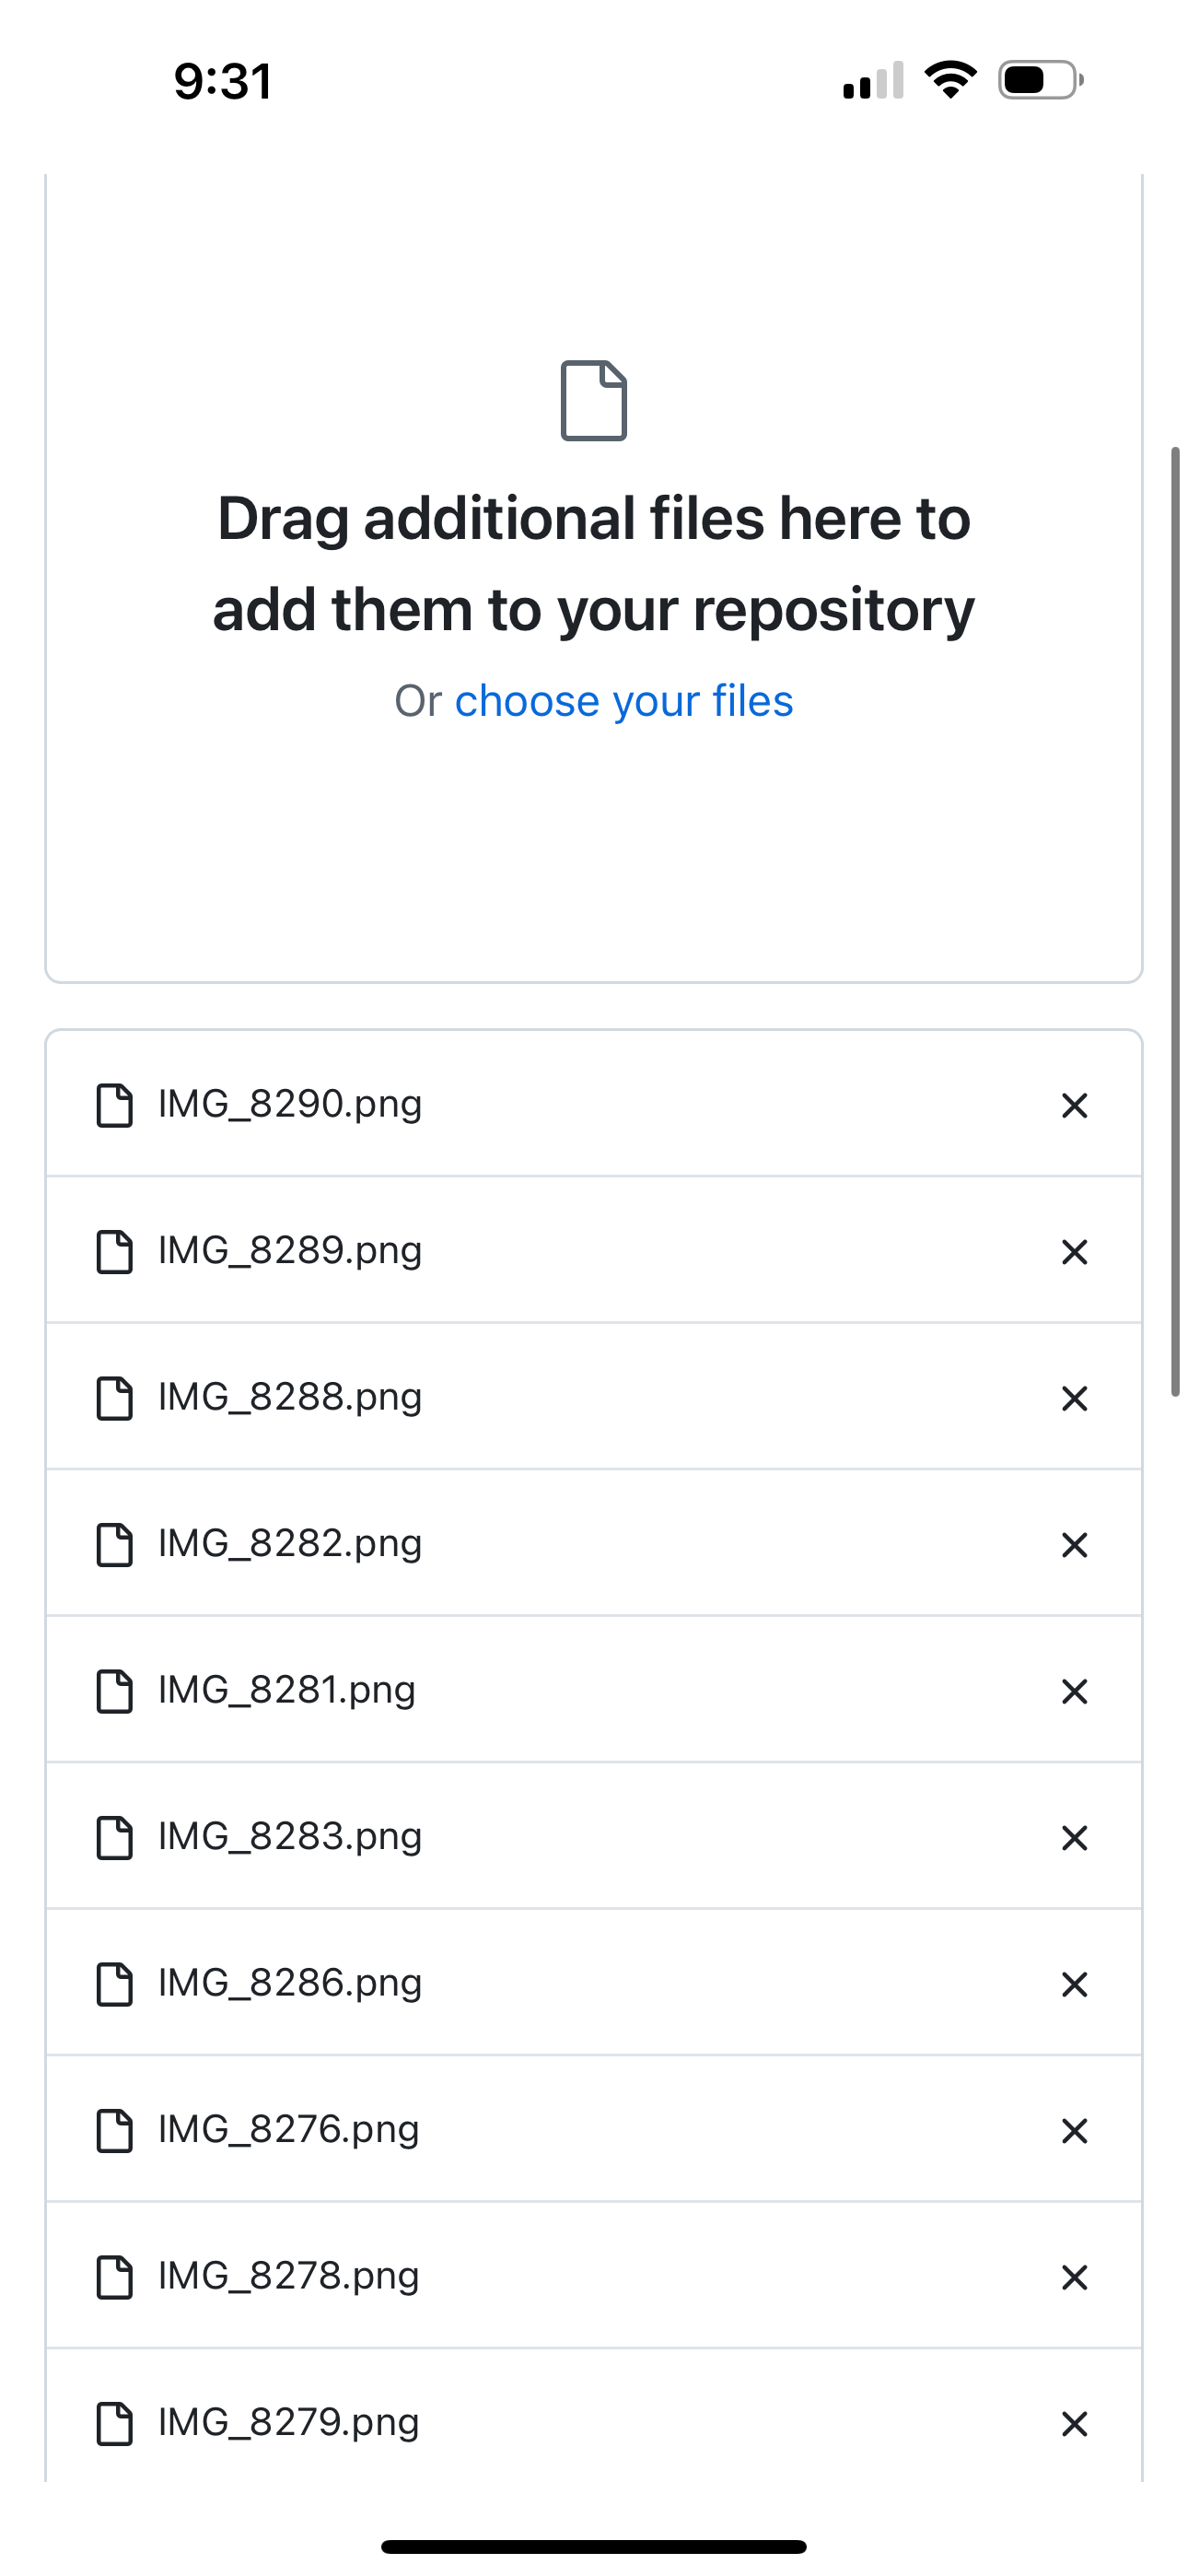 9:31
Drag additional files here to
add them to your repository
Or choose your files
IMG_8290.png
IMG_8289.png
IMG_8288.png
IMG_8282.png
IMG_8281.png
IMG_8283.png
IMG_8286.png
IMG_8276.png
IMG_8278.png
IMG_8279.png